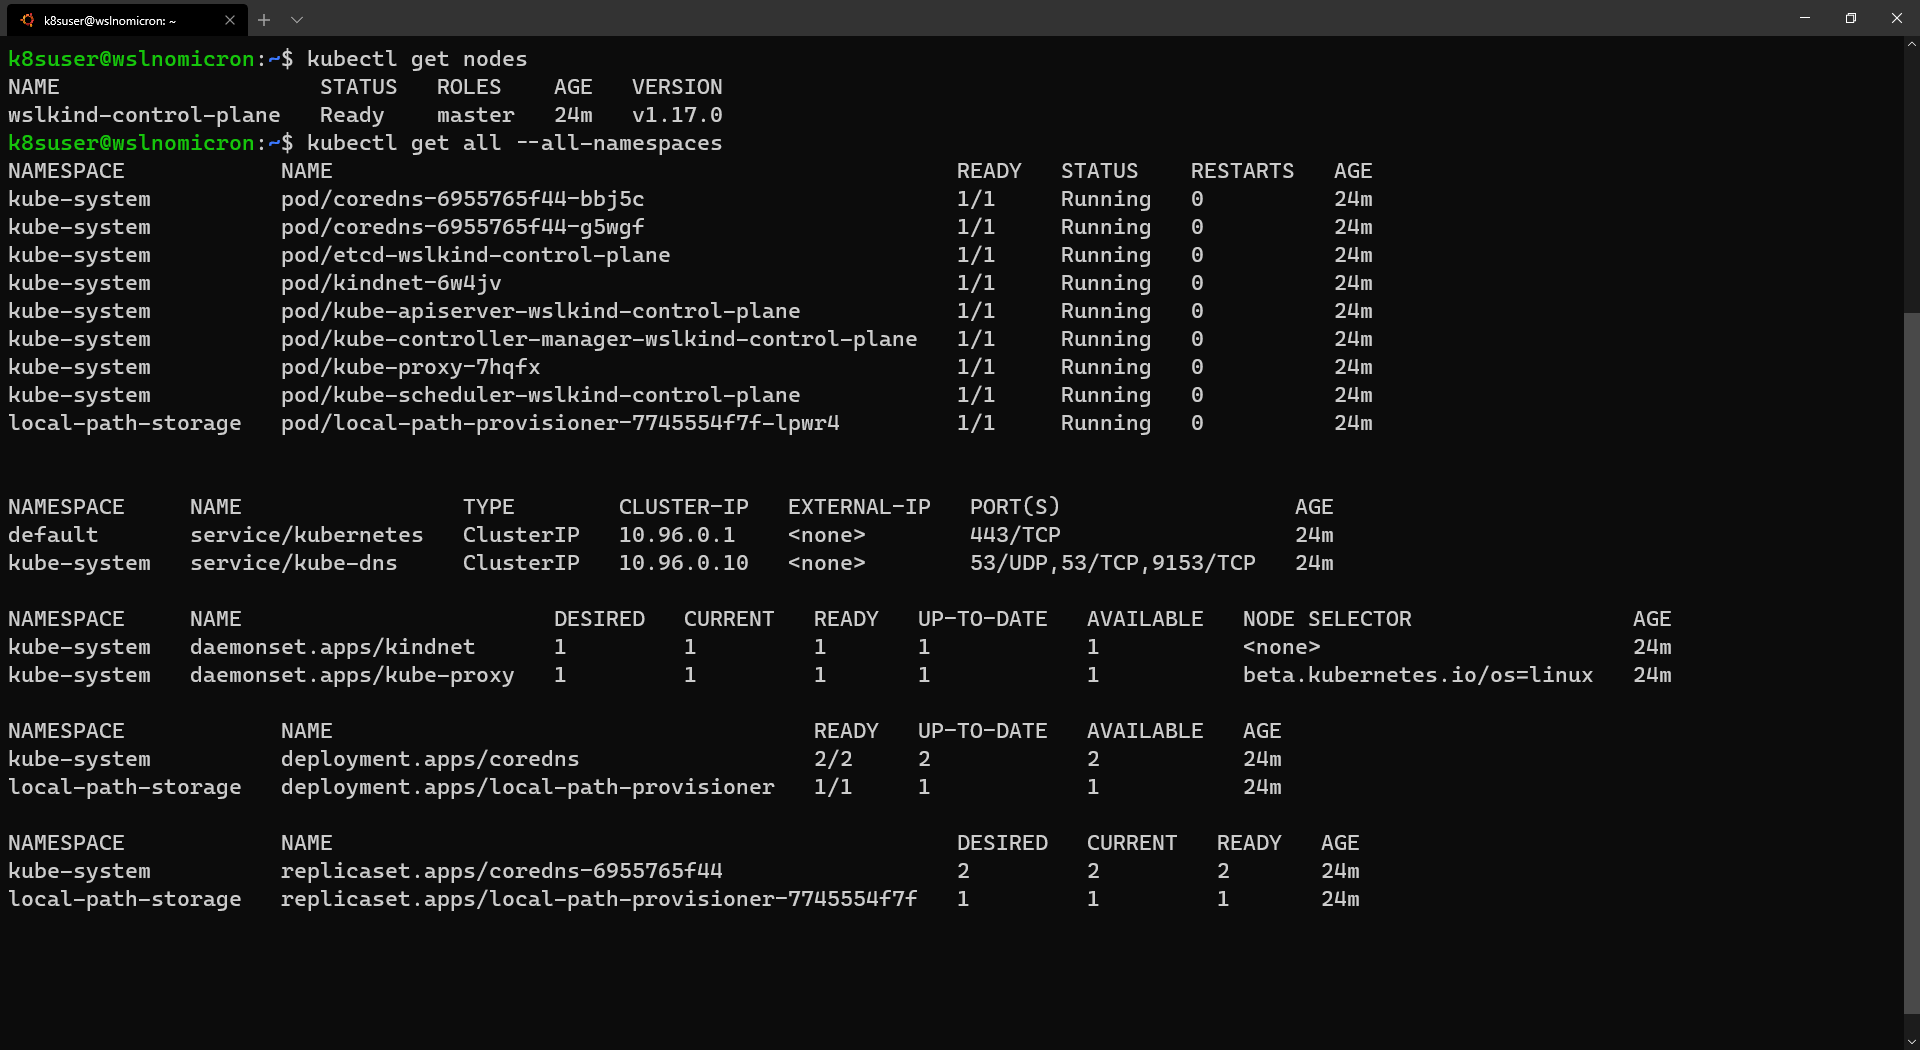 k8suser@wslnomicron: ~
k8suser@wslnomicron:~$ kubectl get nodes
NAME                    STATUS   ROLES    AGE   VERSION
wslkind-control-plane   Ready    master   24m   v1.17.0
k8suser@wslnomicron:~$ kubectl get all --all-namespaces
NAMESPACE            NAME                                                READY   STATUS    RESTARTS   AGE
kube-system          pod/coredns-6955765f44-bbj5c                        1/1     Running   0          24m
kube-system          pod/coredns-6955765f44-g5wgf                        1/1     Running   0          24m
kube-system          pod/etcd-wslkind-control-plane                      1/1     Running   0          24m
kube-system          pod/kindnet-6w4jv                                   1/1     Running   0          24m
kube-system          pod/kube-apiserver-wslkind-control-plane            1/1     Running   0          24m
kube-system          pod/kube-controller-manager-wslkind-control-plane   1/1     Running   0          24m
kube-system          pod/kube-proxy-7hqfx                                1/1     Running   0          24m
kube-system          pod/kube-scheduler-wslkind-control-plane            1/1     Running   0          24m
local-path-storage   pod/local-path-provisioner-7745554f7f-lpwr4         1/1     Running   0          24m
NAMESPACE     NAME                 TYPE        CLUSTER-IP   EXTERNAL-IP   PORT(S)                  AGE
default       service/kubernetes   ClusterIP   10.96.0.1    <none>        443/TCP                  24m
kube-system   service/kube-dns     ClusterIP   10.96.0.10   <none>        53/UDP,53/TCP,9153/TCP   24m
NAMESPACE     NAME                        DESIRED   CURRENT   READY   UP-TO-DATE   AVAILABLE   NODE SELECTOR                 AGE
kube-system   daemonset.apps/kindnet      1         1         1       1            1           <none>                        24m
kube-system   daemonset.apps/kube-proxy   1         1         1       1            1           beta.kubernetes.io/os=linux   24m
NAMESPACE            NAME                                     READY   UP-TO-DATE   AVAILABLE   AGE
kube-system          deployment.apps/coredns                  2/2     2            2           24m
local-path-storage   deployment.apps/local-path-provisioner   1/1     1            1           24m
NAMESPACE            NAME                                                DESIRED   CURRENT   READY   AGE
kube-system          replicaset.apps/coredns-6955765f44                  2         2         2       24m
local-path-storage   replicaset.apps/local-path-provisioner-7745554f7f   1         1         1       24m